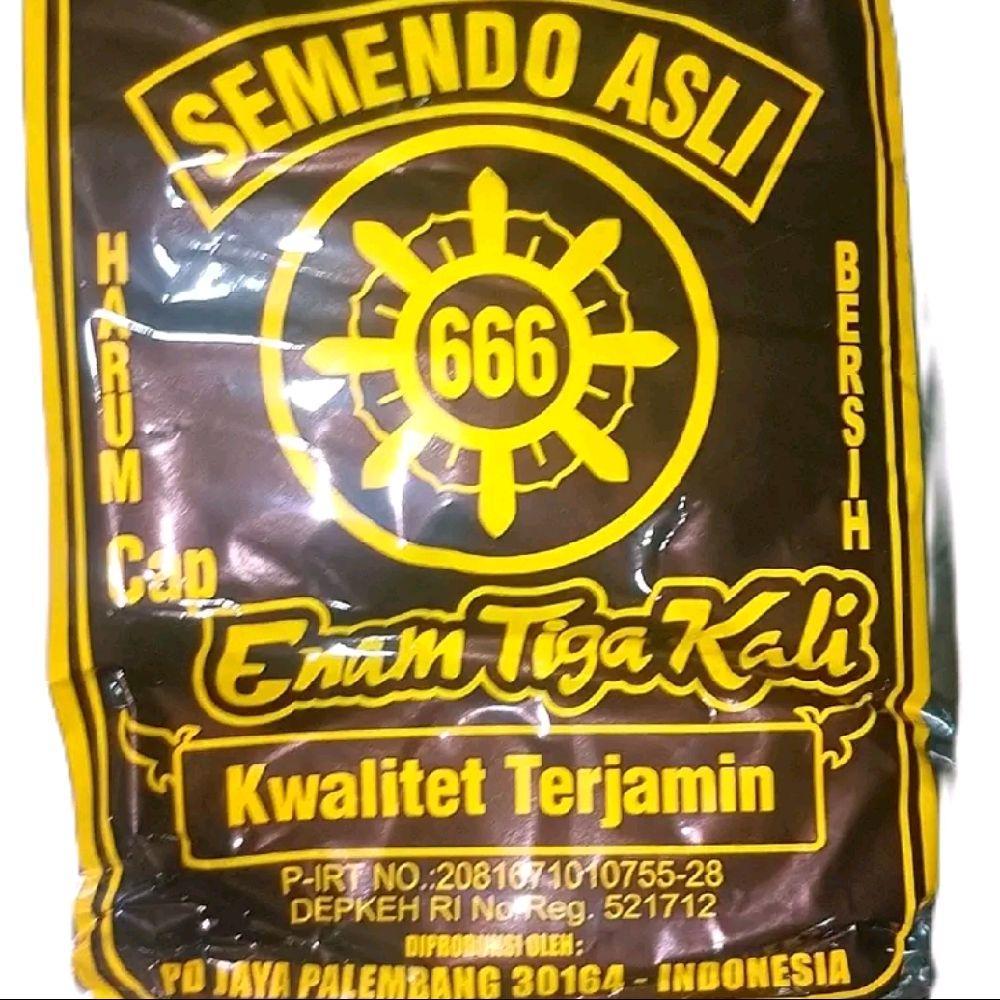 SEMENDO ASLI
666
HARUM
BERSIH
Cap
Enam Tiga Kali
Kwalitet Terjamin
P-IRT NO.:2081671010755-28
DEPKEH RI No.Reg. 521712
DIPRODUKSI OLEH:
PD JAYA PALEMBANG 30164 - INDONESIA